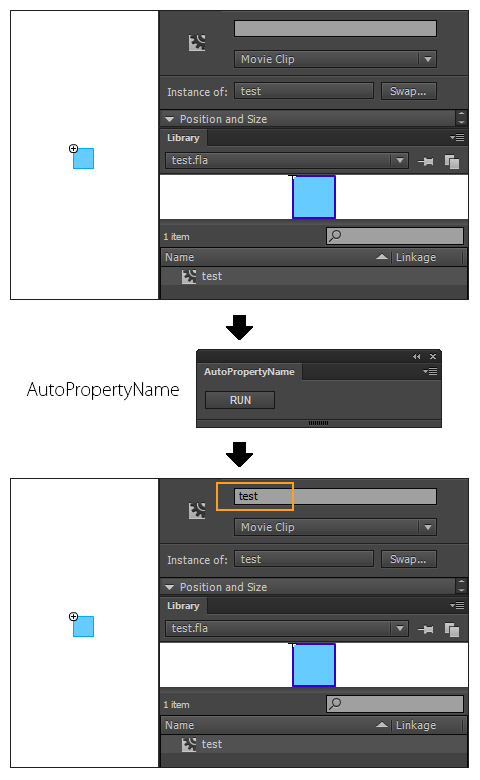 Movie Clip
Instance of: test Swap...
Position and Size
Library
test.fla
1 item
Name Linkage
test
AutoPropertyName
AutoPropertyName
RUN
test
Movie Clip
Instance of: test Swap...
Position and Size
Library
test.fla
1 item
Name Linkage
test